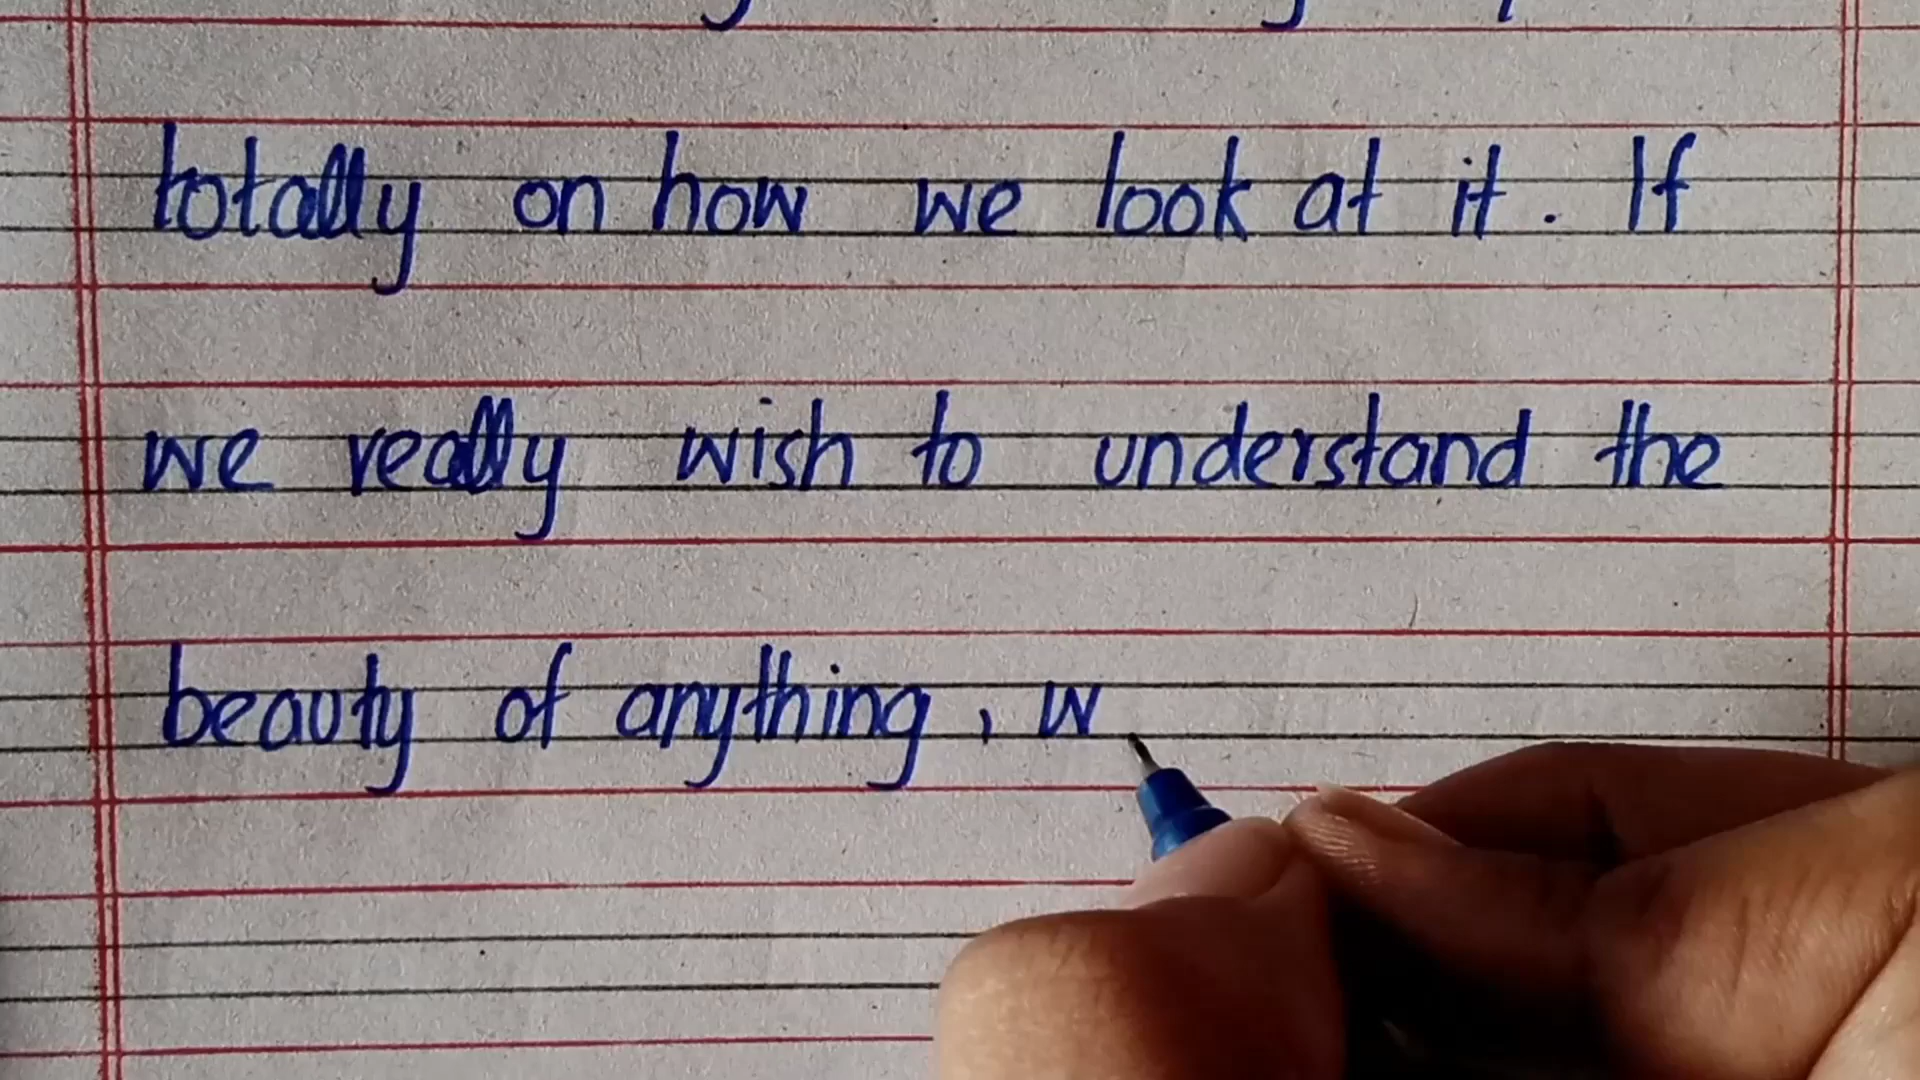 totally on how we look at it. If
we really wish to understand the
beauty of anything, w